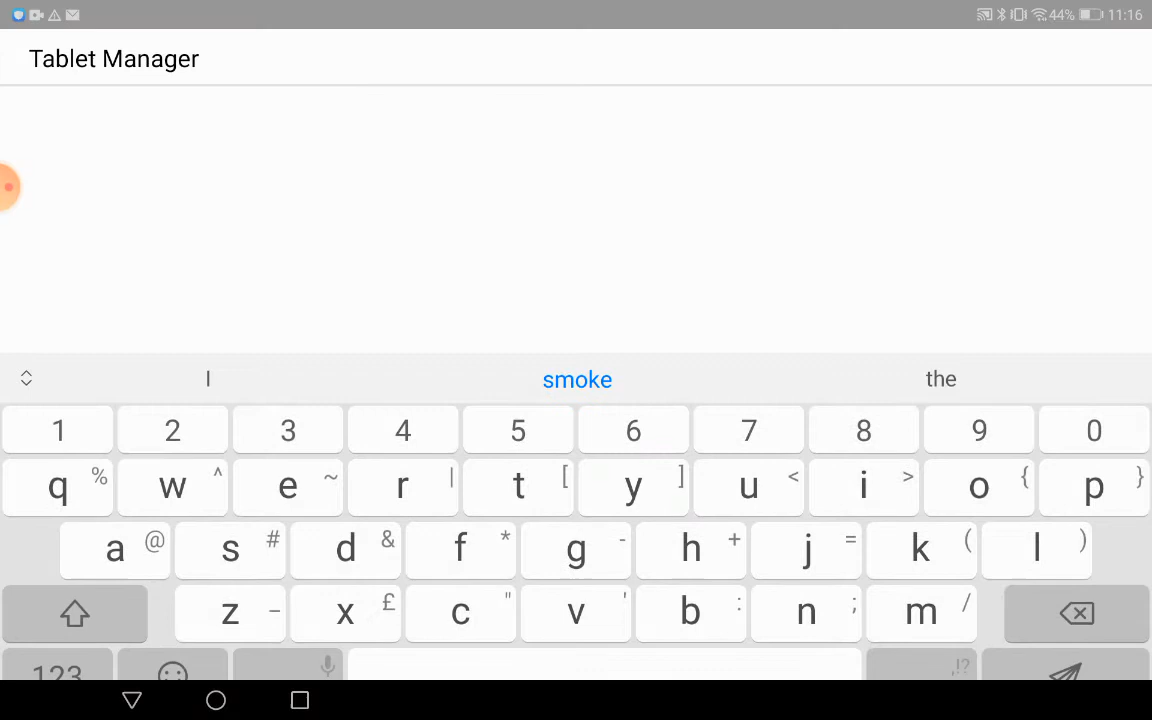 44% 11:16
Tablet Manager
I smoke the
1 2 3 4 5 6 7 8 9 0
q % w ^ e ~ r | t [ y ] u < i > o { p }
a @ s # d & f * g - h + j = k ( l )
z _ x £ c " v ' b : n ; m /
123 ,!?